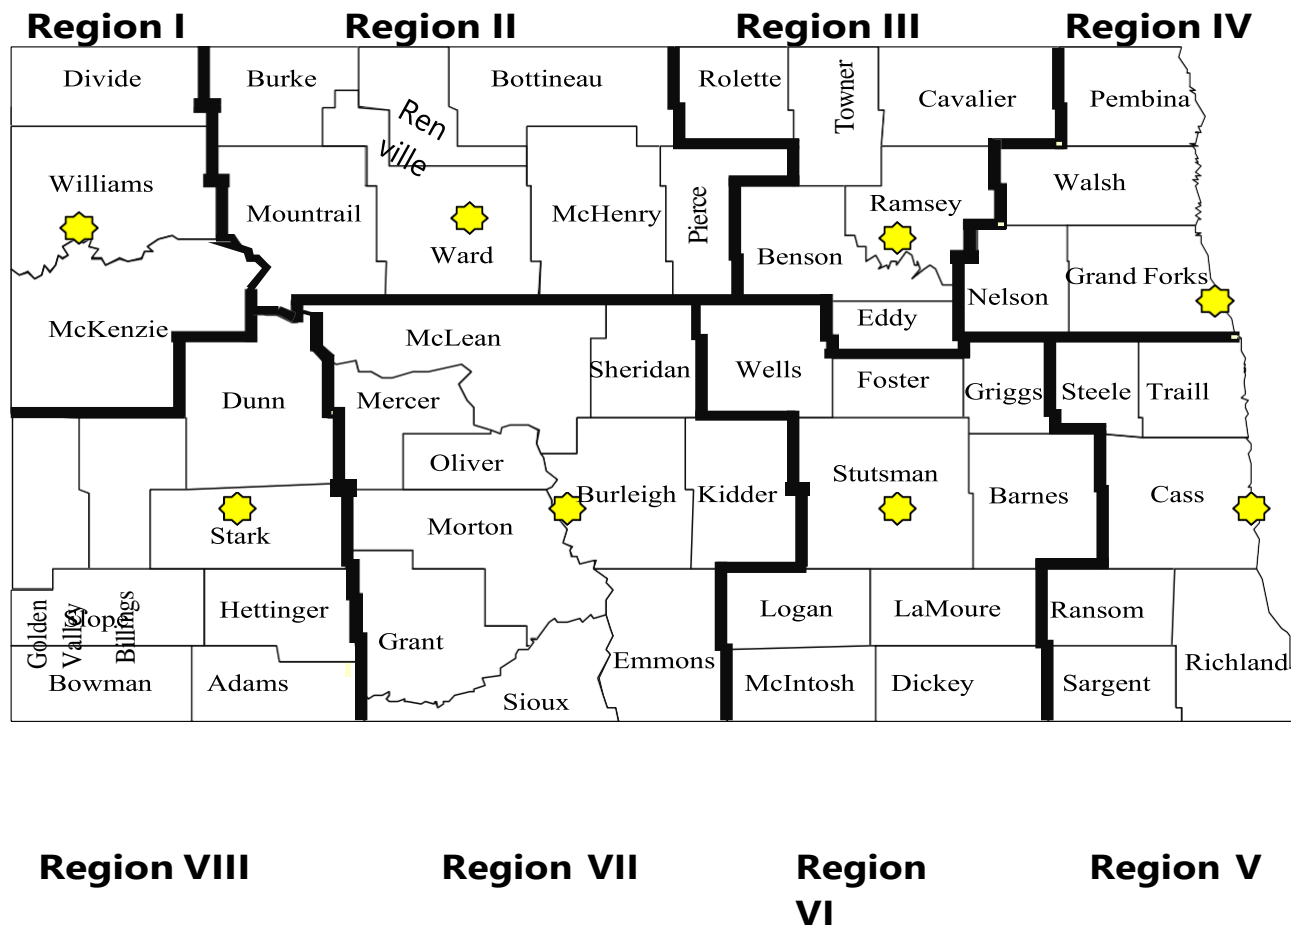 Region I
Region II
Region III
Region IV
Divide
Burke
Bottineau
Rolette
Towner
Cavalier
Pembina
Ren
ville
Williams
Mountrail
Ward
McHenry
Pierce
Benson
Ramsey
Walsh
Nelson
Grand Forks
McKenzie
McLean
Sheridan
Wells
Eddy
Foster
Griggs
Steele
Traill
Dunn
Mercer
Oliver
Burleigh
Kidder
Stutsman
Barnes
Cass
Stark
Morton
Golden
Valley
Billings
Slope
Hettinger
Grant
Logan
LaMoure
Ransom
Bowman
Adams
Sioux
Emmons
McIntosh
Dickey
Sargent
Richland
Region VIII
Region VII
Region
VI
Region V